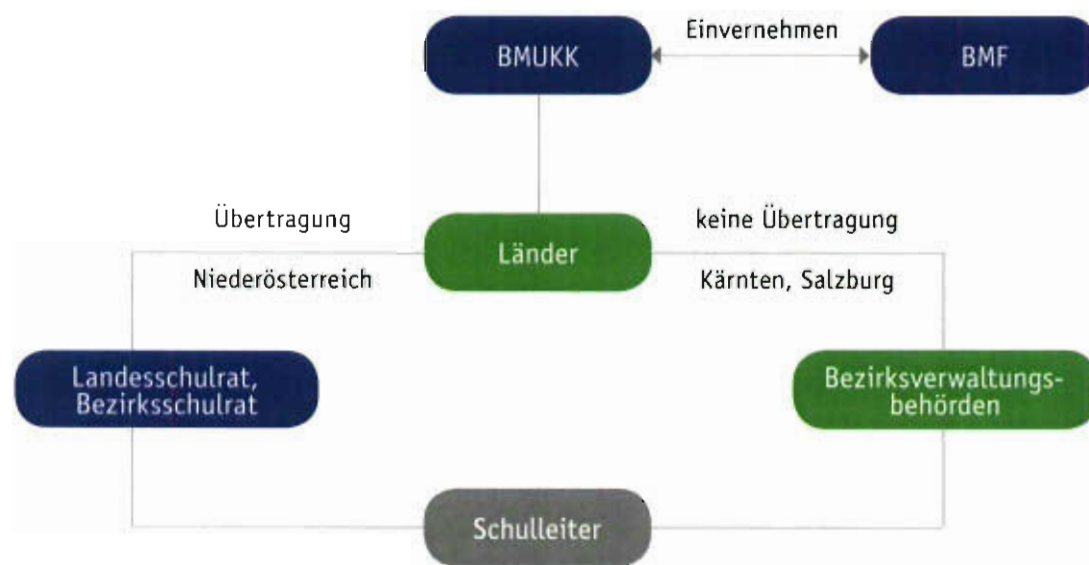 Einvernehmen
BMUKK
BMF
Übertragung
keine Übertragung
Länder
Niederösterreich
Kärnten, Salzburg
Landesschulrat,
Bezirksschulrat
Bezirksverwaltungs-
behörden
Schulleiter